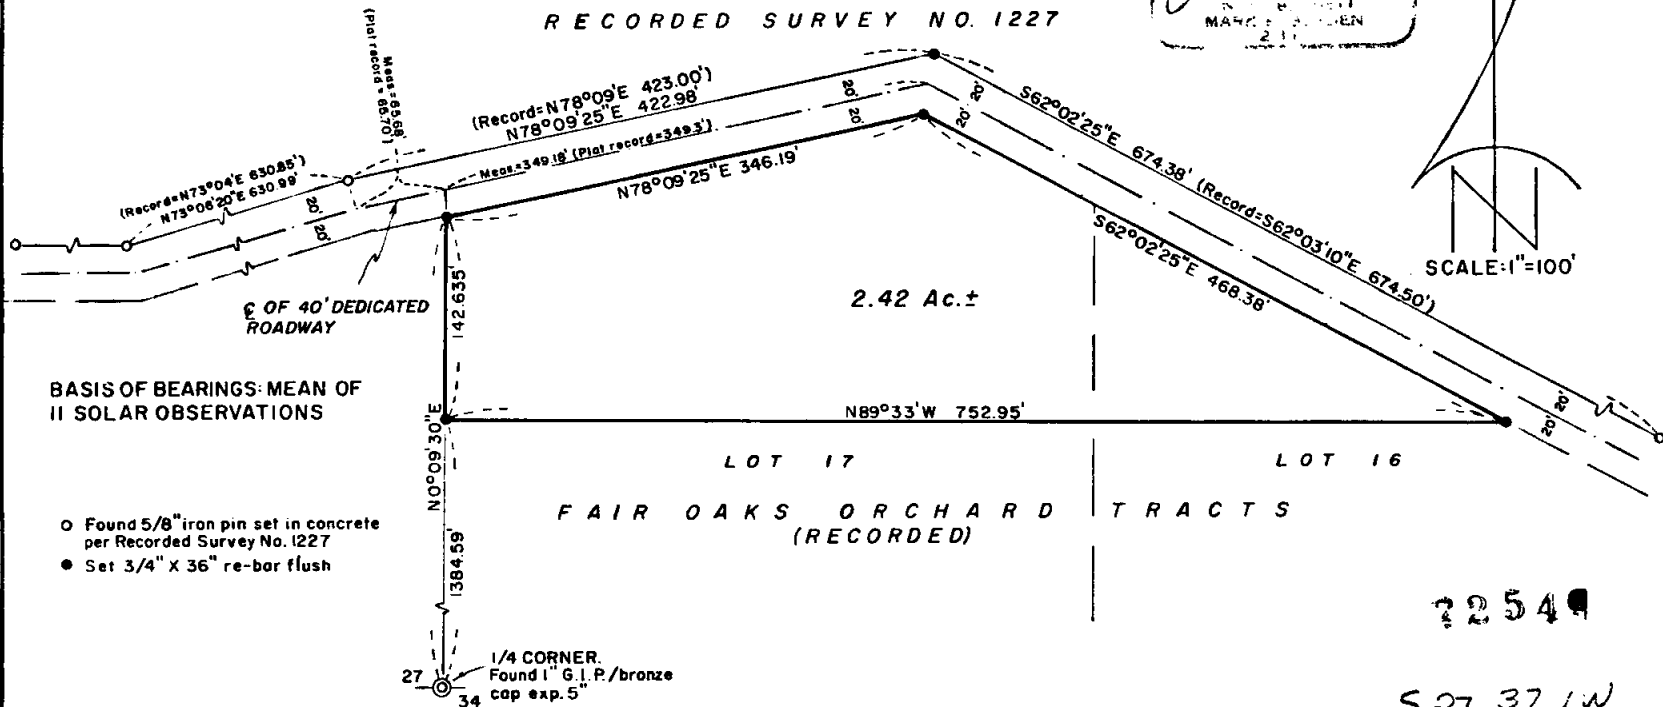 RECORDED SURVEY NO. 1227
(Plat record = 66.70')
Meas.=65.68'
(Record=N78°09'E 423.00')
N78°09'25"E 422.98'
Meas.=349.18' (Plat record=349.3')
N78°09'25"E 346.19'
(Record=N73°04'E 630.85')
N73°06'20"E 630.99'
20'
20'
20'
20'
20'
20'
S62°02'25"E 674.38' (Record=S62°03'10"E 674.50')
S62°02'25"E 468.38'
20'
20'
N
SCALE:1"=100'
℄ OF 40' DEDICATED
ROADWAY
142.635'
2.42 Ac.±
BASIS OF BEARINGS: MEAN OF
11 SOLAR OBSERVATIONS
N89°33'W 752.95'
N0°09'30"E
1384.59'
LOT 17
LOT 16
FAIR OAKS ORCHARD TRACTS
(RECORDED)
Found 5/8" iron pin set in concrete
per Recorded Survey No. 1227
Set 3/4" X 36" re-bar flush
1/4 CORNER.
Found 1" G.I.P./bronze
cap exp. 5"
27
34